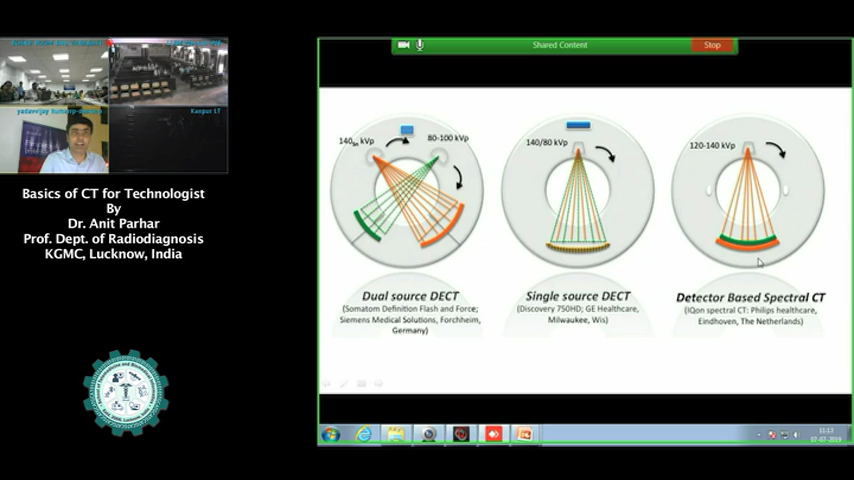 Shared Content
Stop
Kanpur LT
Basics of CT for Technologist
By
Dr. Anit Parhar
Prof. Dept. of Radiodiagnosis
KGMC, Lucknow, India
140Sn kVp
80-100 kVp
140/80 kVp
120-140 kVp
Dual source DECT
(Somatom Definition Flash and Force;
Siemens Medical Solutions, Forchheim,
Germany)
Single source DECT
(Discovery 750HD; GE Healthcare,
Milwaukee, Wis)
Detector Based Spectral CT
(IQon spectral CT: Philips healthcare,
Eindhoven, The Netherlands)
11:13
07-07-2019